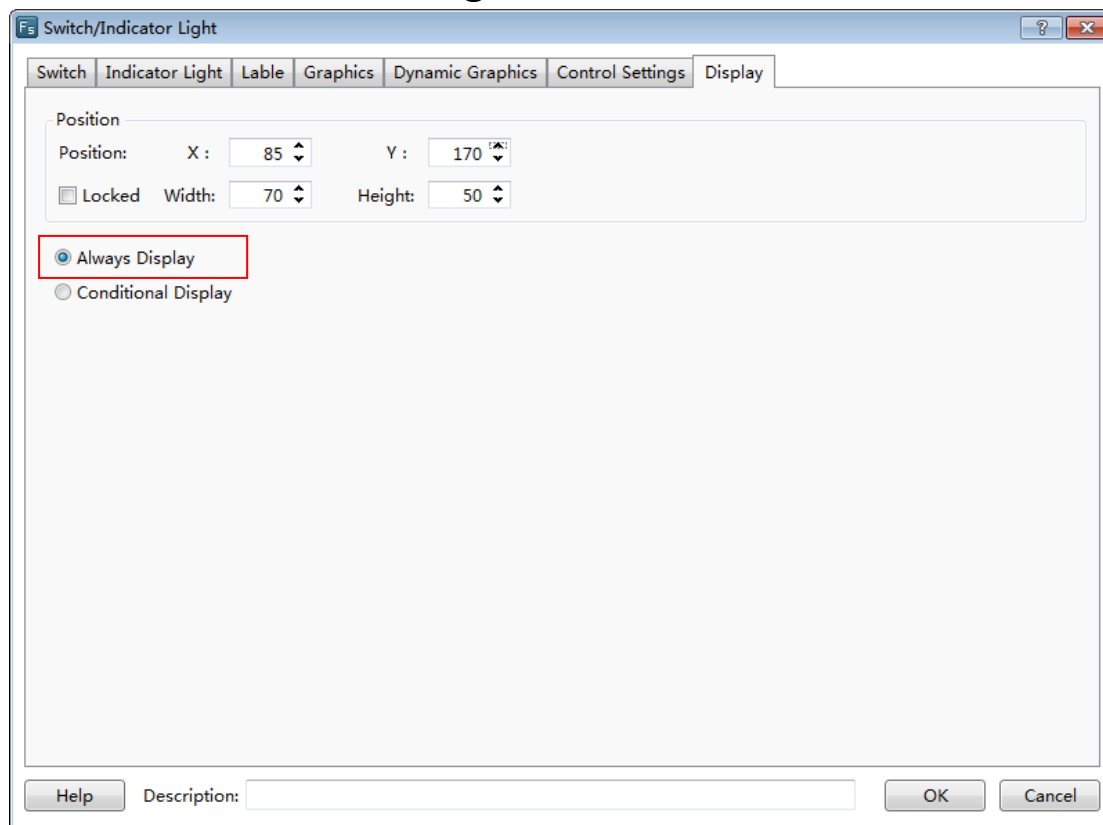 Fs Switch/Indicator Light
Switch Indicator Light Lable Graphics Dynamic Graphics Control Settings Display
Position
Position: X : 85 Y : 170
Locked Width: 70 Height: 50
Always Display
Conditional Display
Help Description: OK Cancel